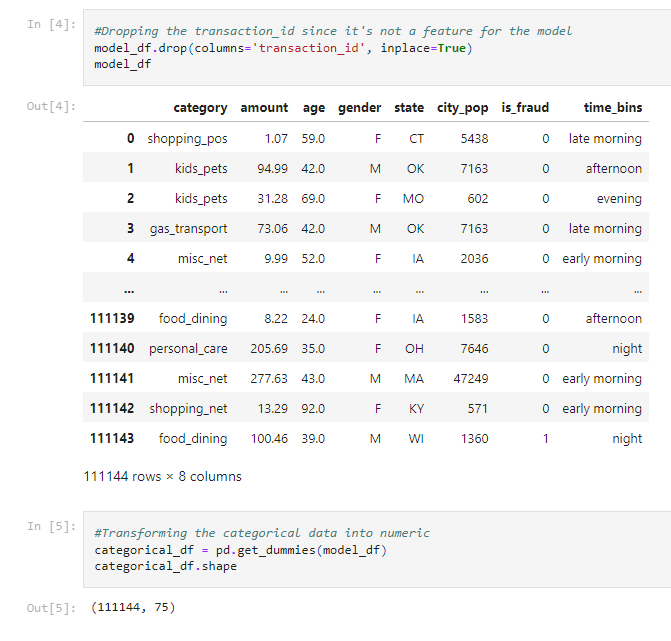 In [4]:
#Dropping the transaction_id since it's not a feature for the model
model_df.drop(columns='transaction_id', inplace=True)
model_df
Out[4]:
category amount age gender state city_pop is_fraud time_bins
0 shopping_pos 1.07 59.0 F CT 5438 0 late morning
1 kids_pets 94.99 42.0 M OK 7163 0 afternoon
2 kids_pets 31.28 69.0 F MO 602 0 evening
3 gas_transport 73.06 42.0 M OK 7163 0 late morning
4 misc_net 9.99 52.0 F IA 2036 0 early morning
... ... ... ... ... ... ... ... ...
111139 food_dining 8.22 24.0 F IA 1583 0 afternoon
111140 personal_care 205.69 35.0 F OH 7646 0 night
111141 misc_net 277.63 43.0 M MA 47249 0 early morning
111142 shopping_net 13.29 92.0 F KY 571 0 early morning
111143 food_dining 100.46 39.0 M WI 1360 1 night
111144 rows × 8 columns
In [5]:
#Transforming the categorical data into numeric
categorical_df = pd.get_dummies(model_df)
categorical_df.shape
Out[5]: (111144, 75)